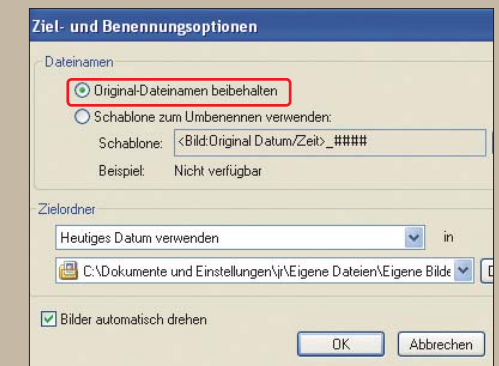 Ziel- und Benennungsoptionen
Dateinamen
Original-Dateinamen beibehalten
Schablone zum Umbenennen verwenden:
Schablone: <Bild:Original Datum/Zeit>_####
Beispiel: Nicht verfügbar
Zielordner
Heutiges Datum verwenden in
C:\Dokumente und Einstellungen\jr\Eigene Dateien\Eigene Bilde
Bilder automatisch drehen
OK Abbrechen